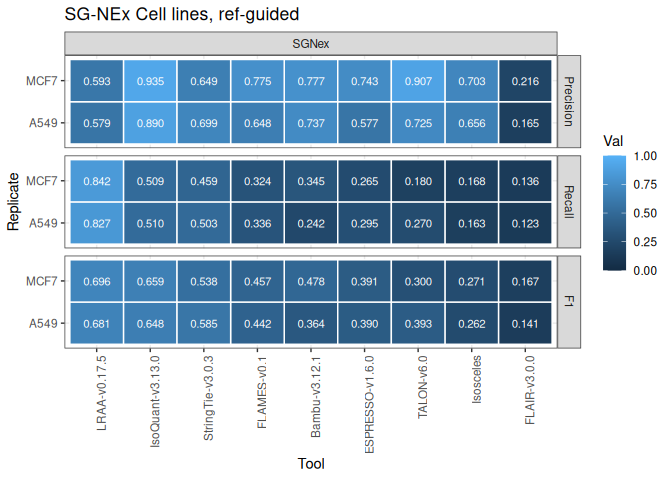 SG-NEx Cell lines, ref-guided
SGNex
MCF7 0.593 0.935 0.649 0.775 0.777 0.743 0.907 0.703 0.216
A549 0.579 0.890 0.699 0.648 0.737 0.577 0.725 0.656 0.165
Precision
MCF7 0.842 0.509 0.459 0.324 0.345 0.265 0.180 0.168 0.136
A549 0.827 0.510 0.503 0.336 0.242 0.295 0.270 0.163 0.123
Recall
MCF7 0.696 0.659 0.538 0.457 0.478 0.391 0.300 0.271 0.167
A549 0.681 0.648 0.585 0.442 0.364 0.390 0.393 0.262 0.141
F1
Replicate
LRAA-v0.17.5
IsoQuant-v3.13.0
StringTie-v3.0.3
FLAMES-v0.1
Bambu-v3.12.1
ESPRESSO-v1.6.0
TALON-v6.0
Isosceles
FLAIR-v3.0.0
Tool
Val
1.00
0.75
0.50
0.25
0.00